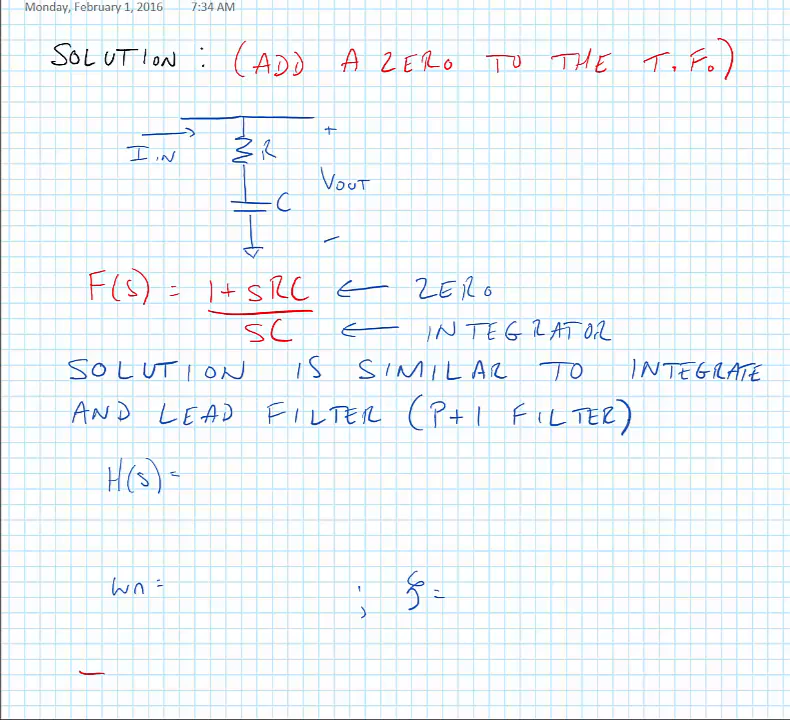 Monday, February 1, 2016 7:34 AM
SOLUTION : (ADD A ZERO TO THE T.F.)
+
I IN R
VOUT
C
-
F(s) = 1+sRC ← ZERO
sC ← INTEGRATOR
SOLUTION IS SIMILAR TO INTEGRATE
AND LEAD FILTER (P+I FILTER)
H(s) =
ωn = ; ξ =